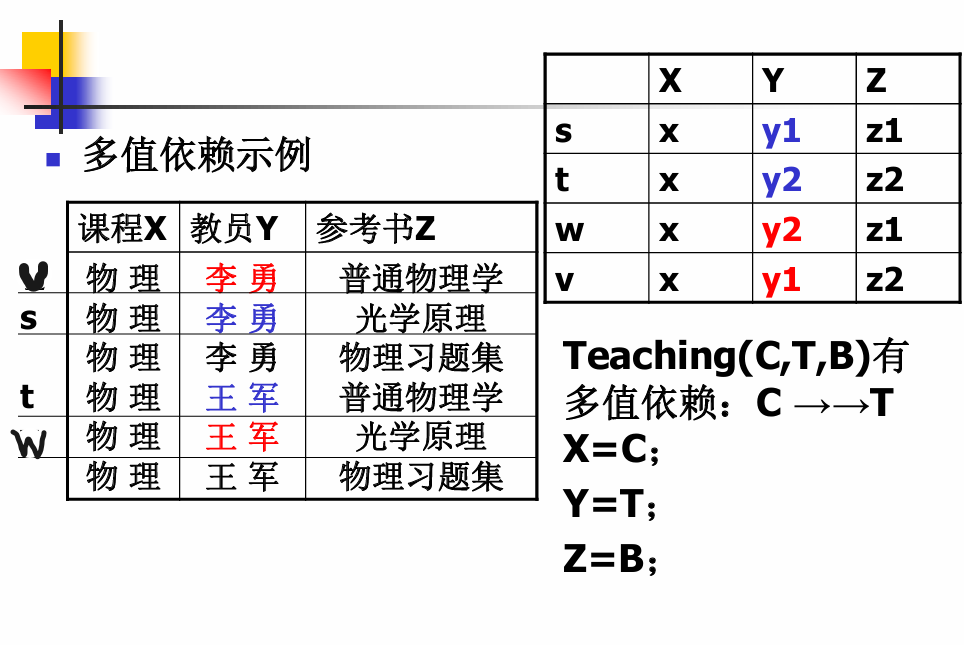 多值依赖示例
课程X 教员Y 参考书Z
v 物 理 李 勇 普通物理学
s 物 理 李 勇 光学原理
物 理 李 勇 物理习题集
t 物 理 王 军 普通物理学
w 物 理 王 军 光学原理
物 理 王 军 物理习题集
X Y Z
s x y1 z1
t x y2 z2
w x y2 z1
v x y1 z2
Teaching(C,T,B)有
多值依赖：C →→T
X=C；
Y=T；
Z=B；